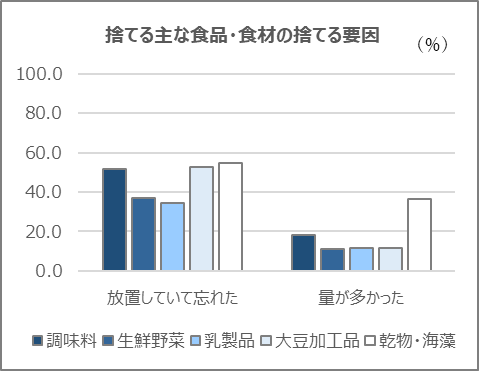 捨てる主な食品・食材の捨てる要因
（％）
100.0
80.0
60.0
40.0
20.0
0.0
放置していて忘れた 量が多かった
調味料 生鮮野菜 乳製品 大豆加工品 乾物・海藻